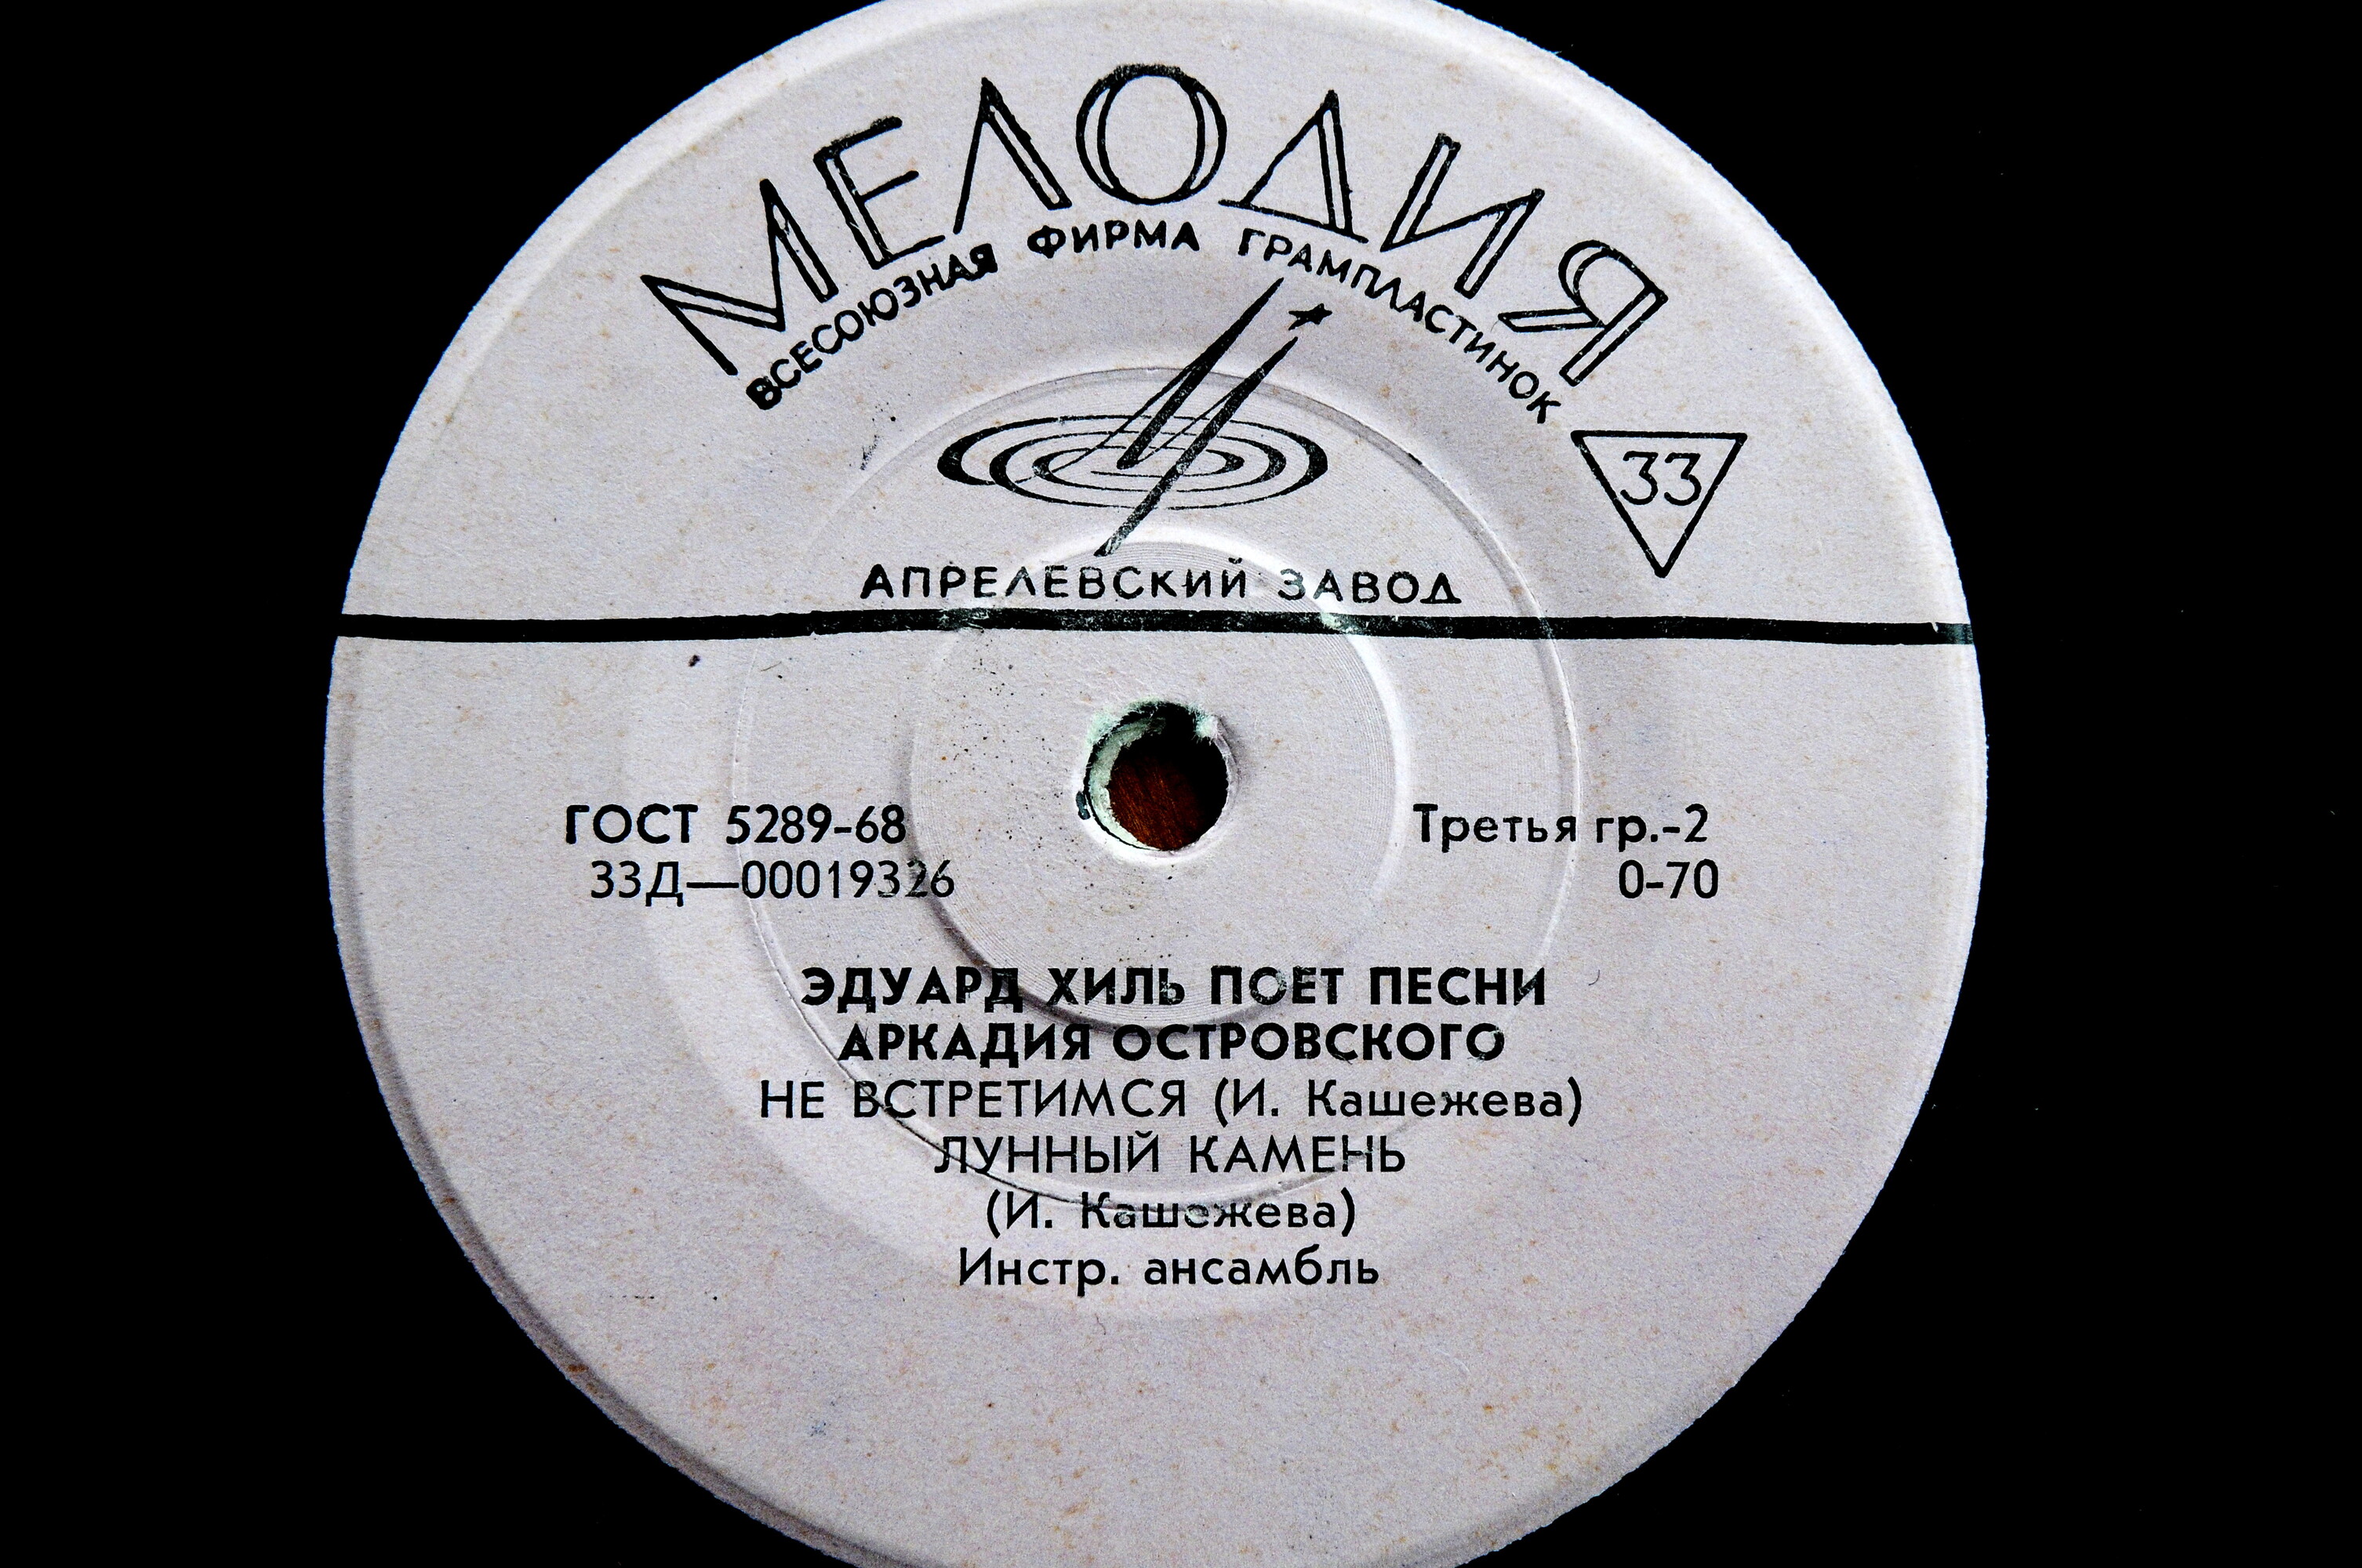 МЕЛОДИЯ
ВСЕСОЮЗНАЯ ФИРМА ГРАМПЛАСТИНОК
33
АПРЕЛЕВСКИЙ ЗАВОД
ГОСТ 5289-68 Третья гр.-2
33Д—00019326 0-70
ЭДУАРД ХИЛЬ ПОЕТ ПЕСНИ
АРКАДИЯ ОСТРОВСКОГО
НЕ ВСТРЕТИМСЯ (И. Кашежева)
ЛУННЫЙ КАМЕНЬ
(И. Кашежева)
Инстр. ансамбль